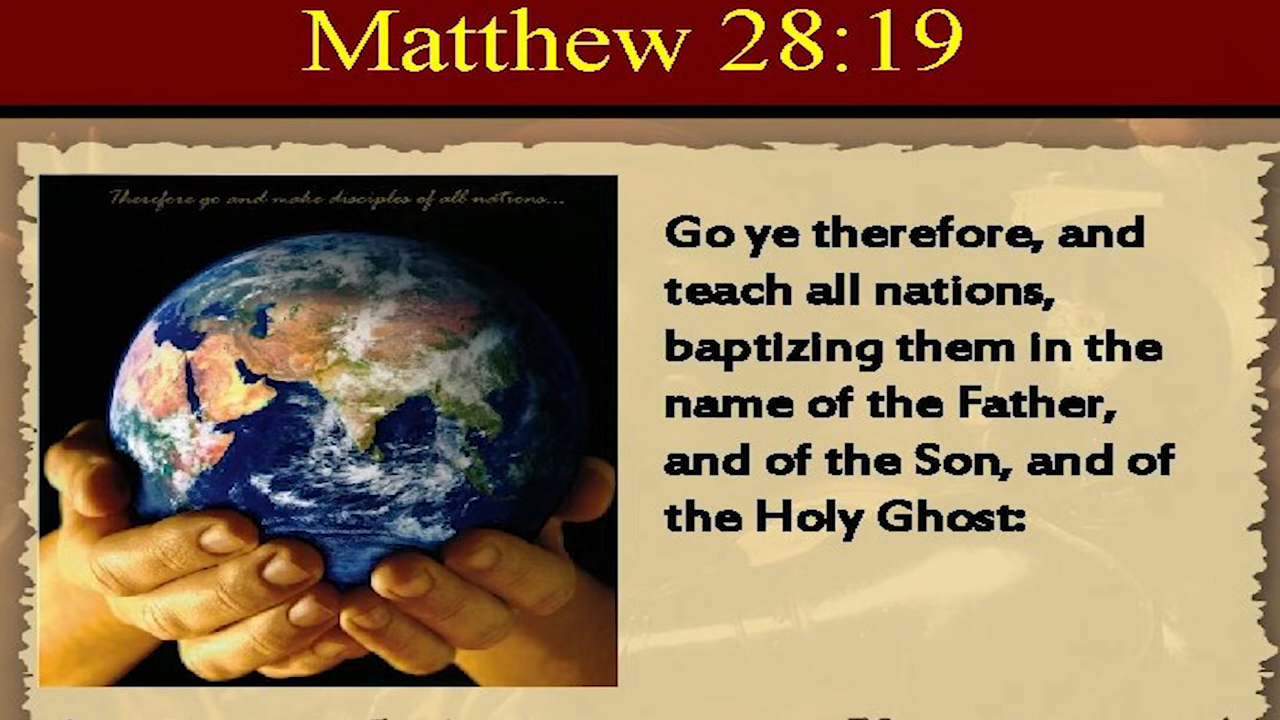 Matthew 28:19
Therefore go and make disciples of all nations...
Go ye therefore, and
teach all nations,
baptizing them in the
name of the Father,
and of the Son, and of
the Holy Ghost: